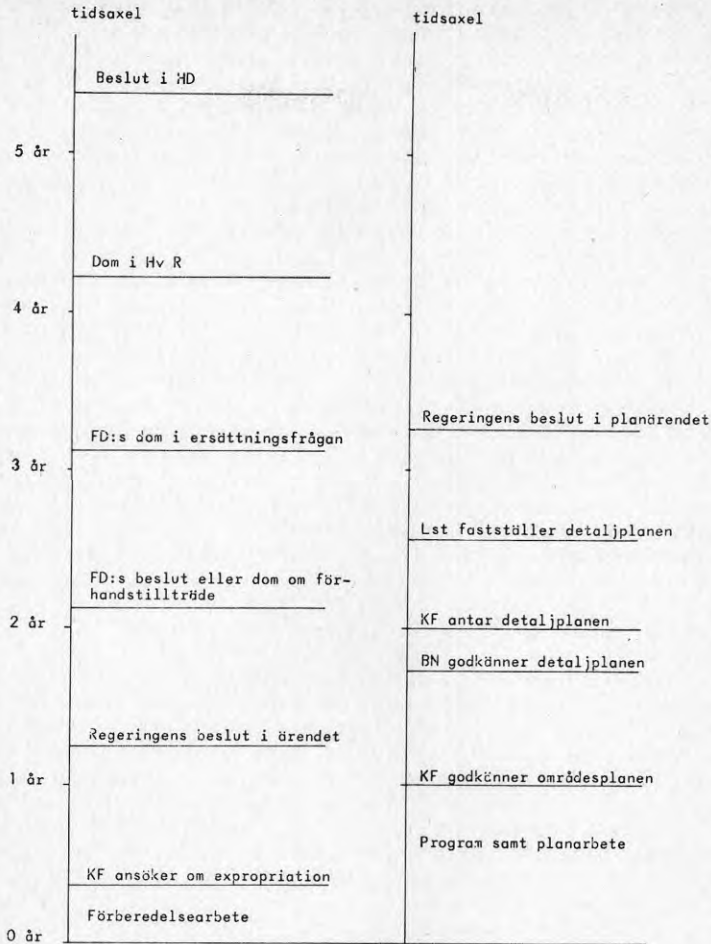 tidsaxel
Beslut i HD
5 år
Dom i Hv R
4 år
FD:s dom i ersättningsfrågan
3 år
FD:s beslut eller dom om för-
handstillträde
2 år
Regeringens beslut i ärendet
1 år
KF ansöker om expropriation
Förberedelsearbete
0 år
tidsaxel
Regeringens beslut i planärendet
Lst fastställer detaljplanen
KF antar detaljplanen
BN godkänner detaljplanen
KF godkänner områdesplanen
Program samt planarbete